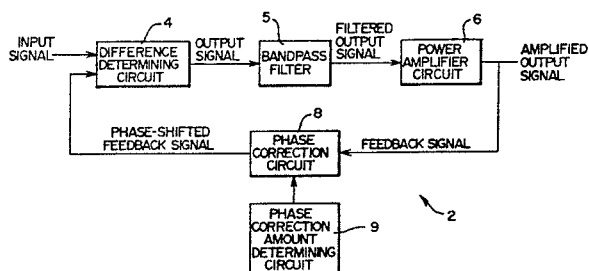 4
5
6
INPUT
SIGNAL
DIFFERENCE
DETERMINING
CIRCUIT
OUTPUT
SIGNAL
BANDPASS
FILTER
FILTERED
OUTPUT
SIGNAL
POWER
AMPLIFIER
CIRCUIT
AMPLIFIED
OUTPUT
SIGNAL
8
PHASE-SHIFTED
FEEDBACK SIGNAL
PHASE
CORRECTION
CIRCUIT
FEEDBACK SIGNAL
PHASE
CORRECTION
AMOUNT
DETERMINING
CIRCUIT
9
2